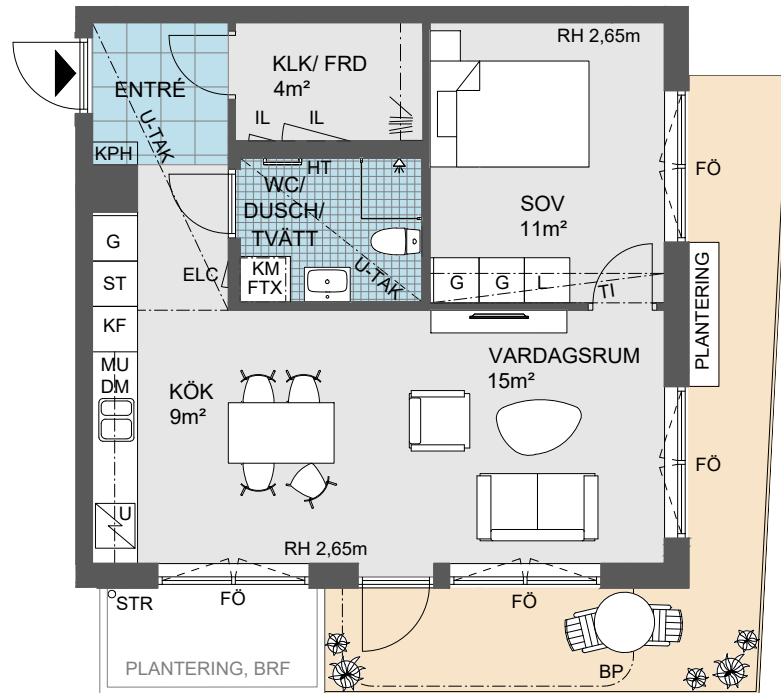 RH 2,65m
KLK/ FRD
4m²
ENTRÉ
IL
IL
U-TAK
KPH
HT
WC/
DUSCH/
TVÄTT
FÖ
SOV
11m²
G
ELC
KM
FTX
U-TAK
G
G
L
TI
PLANTERING
ST
KF
MU
DM
KÖK
9m²
VARDAGSRUM
15m²
FÖ
U
RH 2,65m
STR
FÖ
FÖ
PLANTERING, BRF
BP